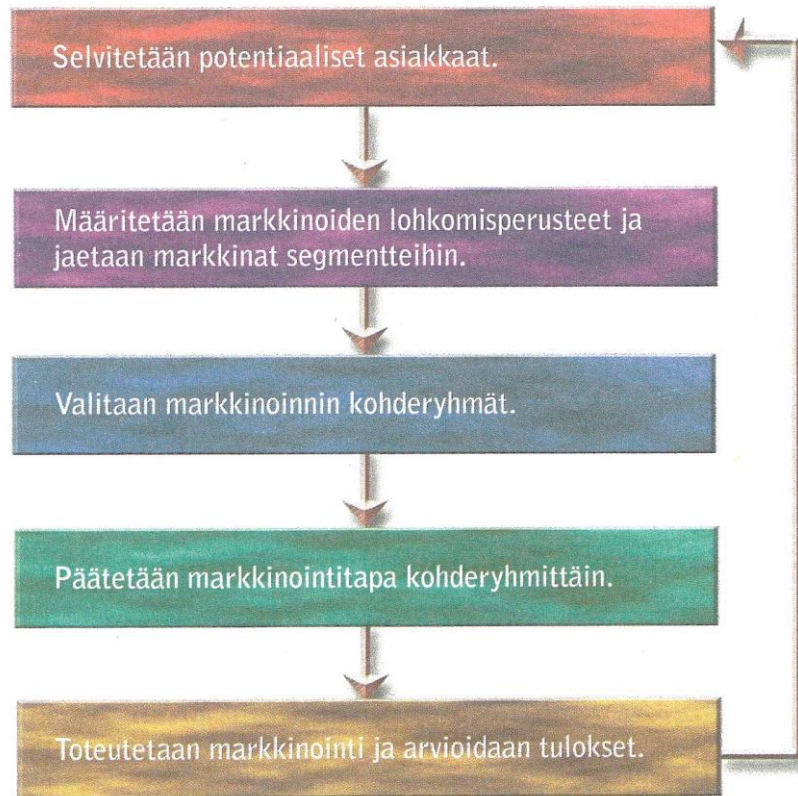 Selvitetään potentiaaliset asiakkaat.
Määritetään markkinoiden lohkomisperusteet ja
jaetaan markkinat segmentteihin.
Valitaan markkinoinnin kohderyhmät.
Päätetään markkinointitapa kohderyhmittäin.
Toteutetaan markkinointi ja arvioidaan tulokset.